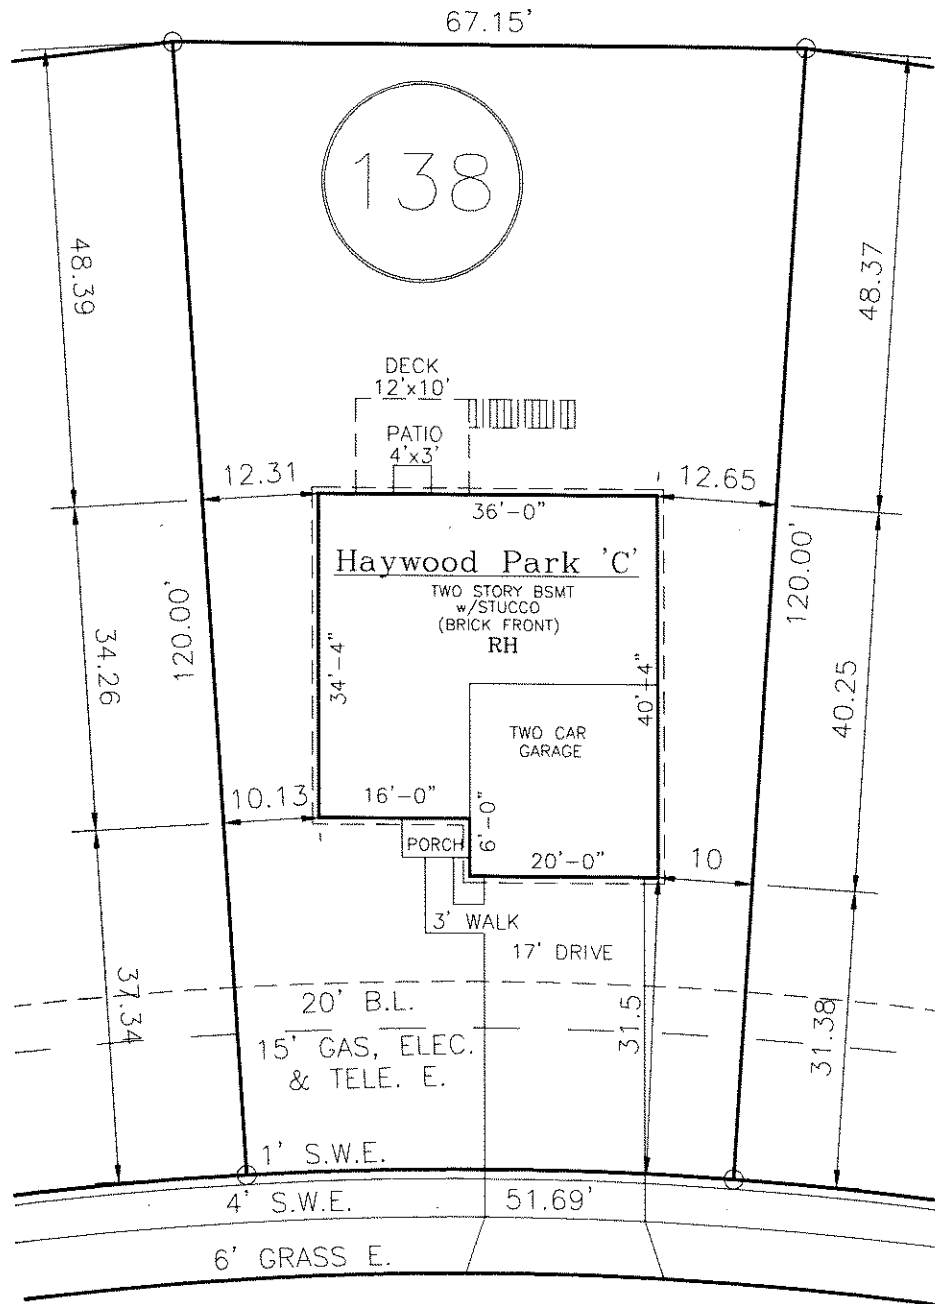 67.15'
138
48.39
48.37
DECK
12'x10'
PATIO
4'x3'
12.31
12.65
36'-0"
Haywood Park 'C'
TWO STORY BSMT
w/STUCCO
(BRICK FRONT)
RH
120.00'
120.00'
34.26
34'-4"
40'-4"
40.25
TWO CAR
GARAGE
10.13
16'-0"
6'-0"
PORCH
20'-0"
10
3' WALK
17' DRIVE
37.34
20' B.L.
31.5
31.38
15' GAS, ELEC.
& TELE. E.
1' S.W.E.
4' S.W.E.
51.69'
6' GRASS E.